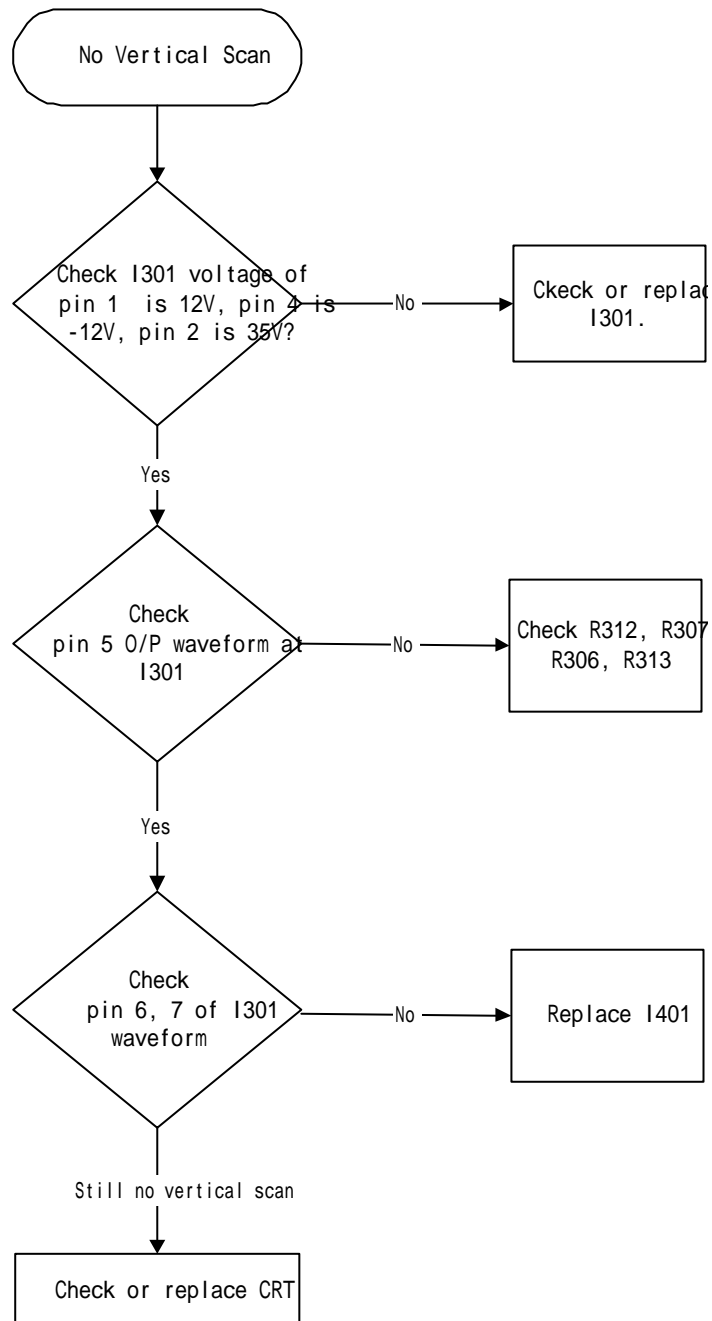 No Vertical Scan
Check I301 voltage of
pin 1 is 12V, pin 4 is
-12V, pin 2 is 35V?
No
Ckeck or replac
I301.
Yes
Check
pin 5 O/P waveform at
I301
No
Check R312, R307
R306, R313
Yes
Check
pin 6, 7 of I301
waveform
No
Replace I401
Still no vertical scan
Check or replace CRT